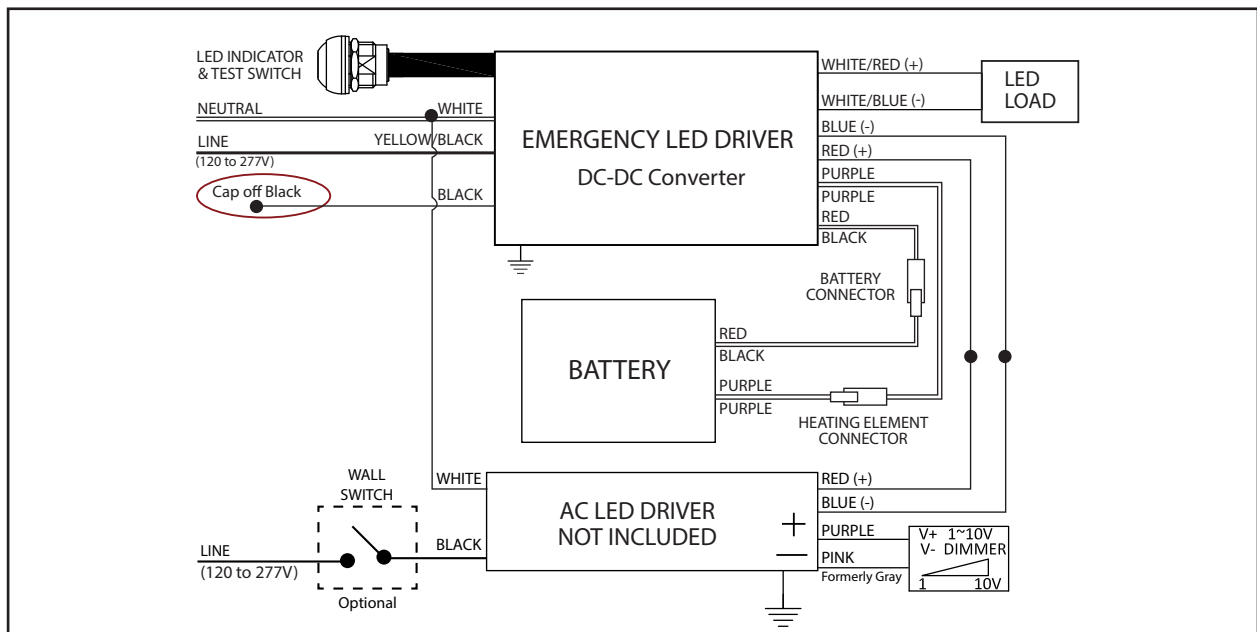 LED INDICATOR
& TEST SWITCH
NEUTRAL
WHITE
LINE
(120 to 277V)
YELLOW/BLACK
Cap off Black
BLACK
EMERGENCY LED DRIVER
DC-DC Converter
WHITE/RED (+)
WHITE/BLUE (-)
LED
LOAD
BLUE (-)
RED (+)
PURPLE
PURPLE
RED
BLACK
BATTERY
CONNECTOR
BATTERY
RED
BLACK
PURPLE
PURPLE
HEATING ELEMENT
CONNECTOR
WALL
SWITCH
LINE
(120 to 277V)
Optional
WHITE
BLACK
AC LED DRIVER
NOT INCLUDED
+
—
RED (+)
BLUE (-)
PURPLE
PINK
Formerly Gray
V+ 1~10V
V- DIMMER
1 10V